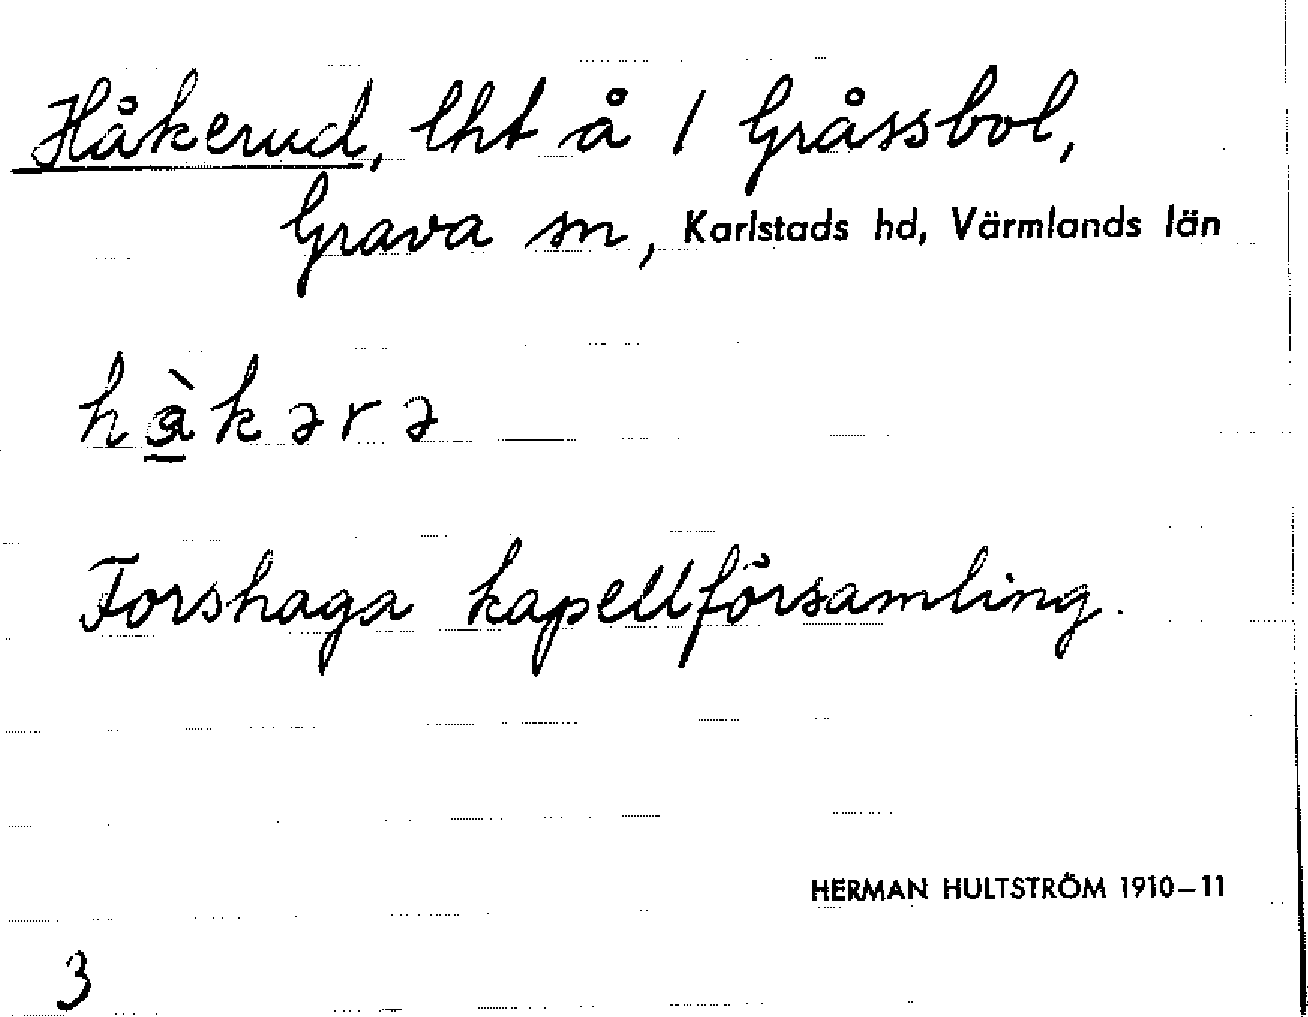 Håkerud, lht å 1 Gråssbol,
Grava sn, Karlstads hd, Värmlands län
hàkərə
Forshaga kapellförsamling.
HERMAN HULTSTRÖM 1910–11
3